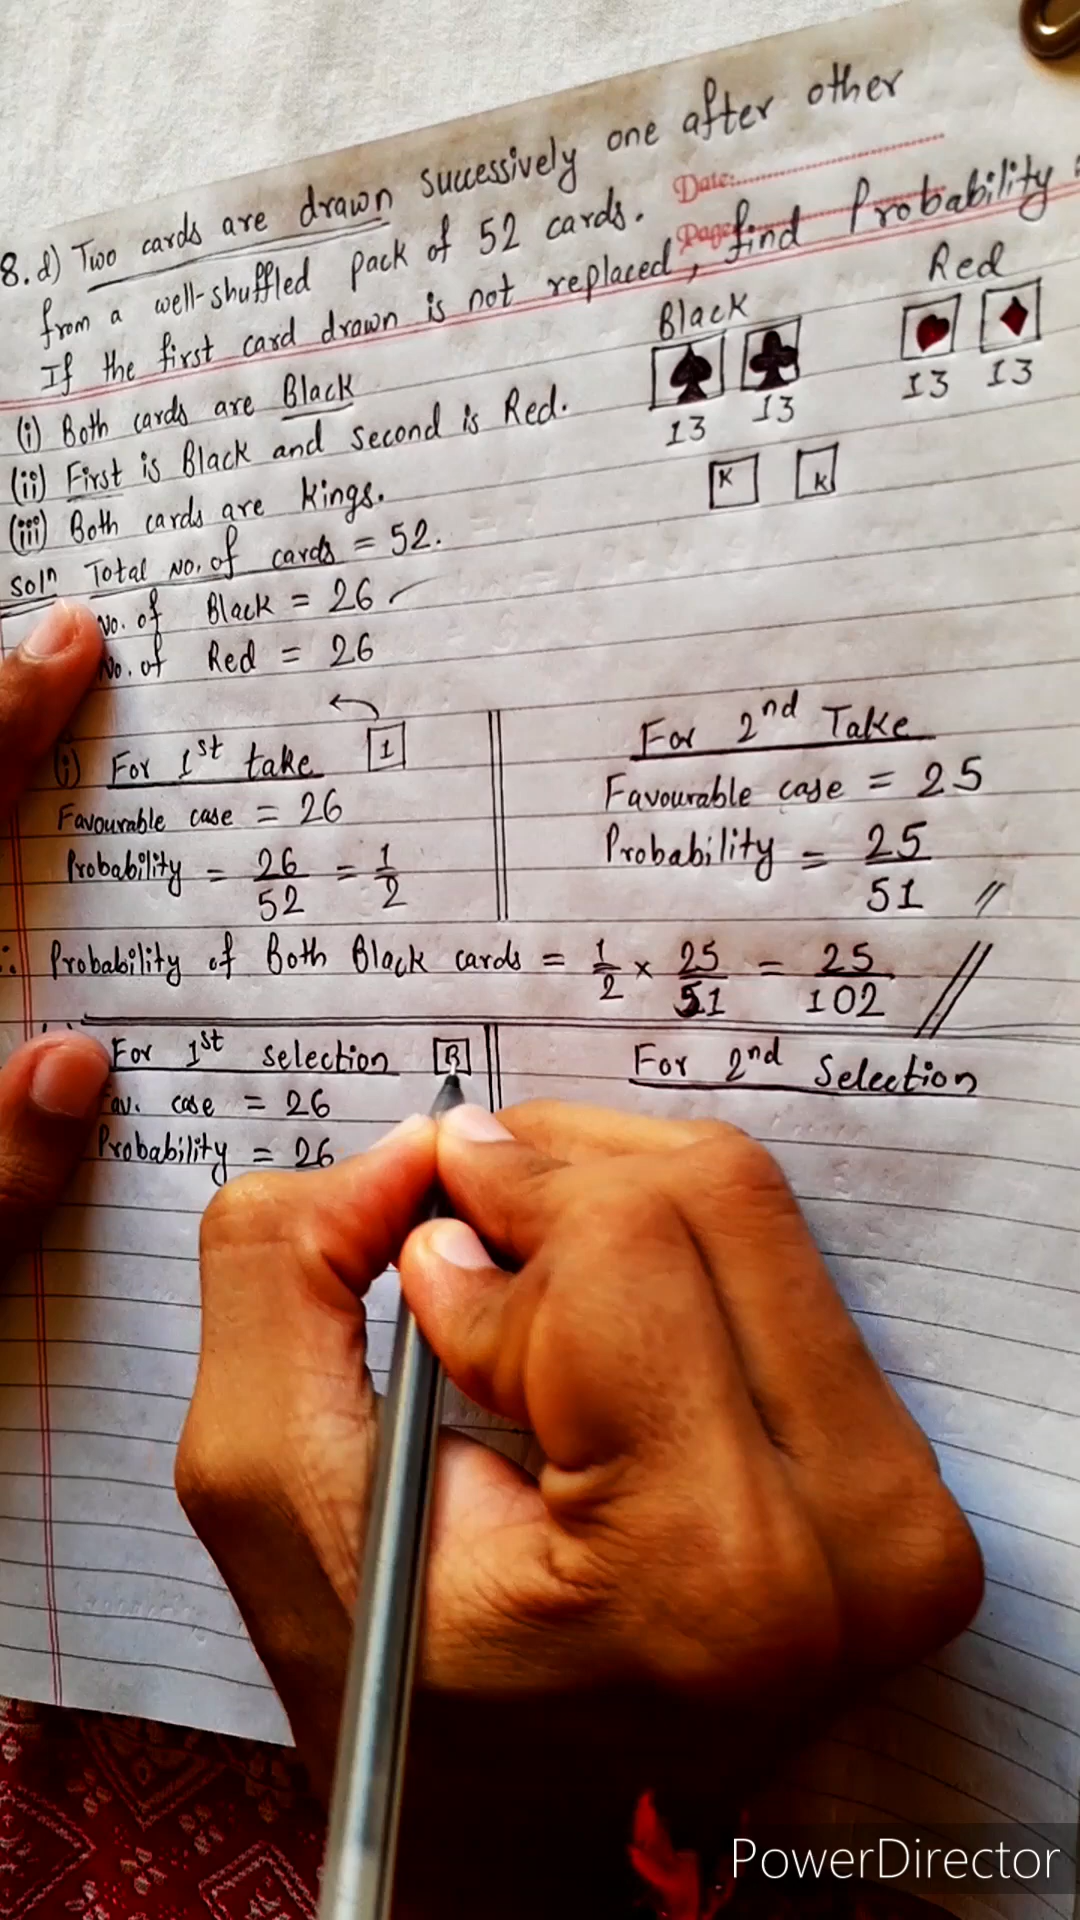 8. d) Two cards are drawn successively one after other
from a well-shuffled pack of 52 cards.
If the first card drawn is not replaced, find Probability
Date:
Page
(i) Both cards are Black
(ii) First is Black and second is Red.
(iii) Both cards are kings.
Black
13 13
Red
13 13
K K
Soln Total No. of cards = 52.
No. of Black = 26
No. of Red = 26
(i) For 1st take 1
Favourable case = 26
Probability = 26/52 = 1/2
For 2nd Take
Favourable case = 25
Probability = 25/51
∴ Probability of Both Black cards = 1/2 × 25/51 = 25/102
For 1st selection B
Fav. case = 26
Probability = 26
For 2nd Selection
PowerDirector